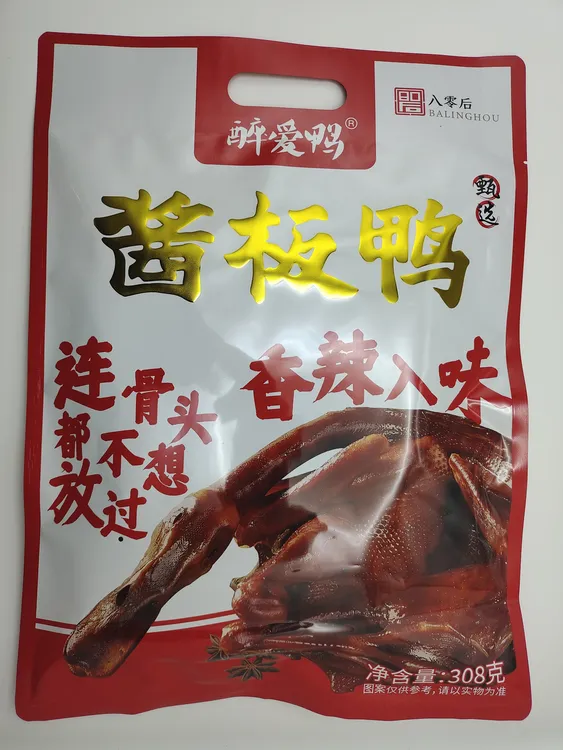 醉爱鸭®
八零后
BALINGHOU
甄选
酱板鸭
香辣入味
连骨头
都不想
放过
净含量:308克
图案仅供参考,请以实物为准